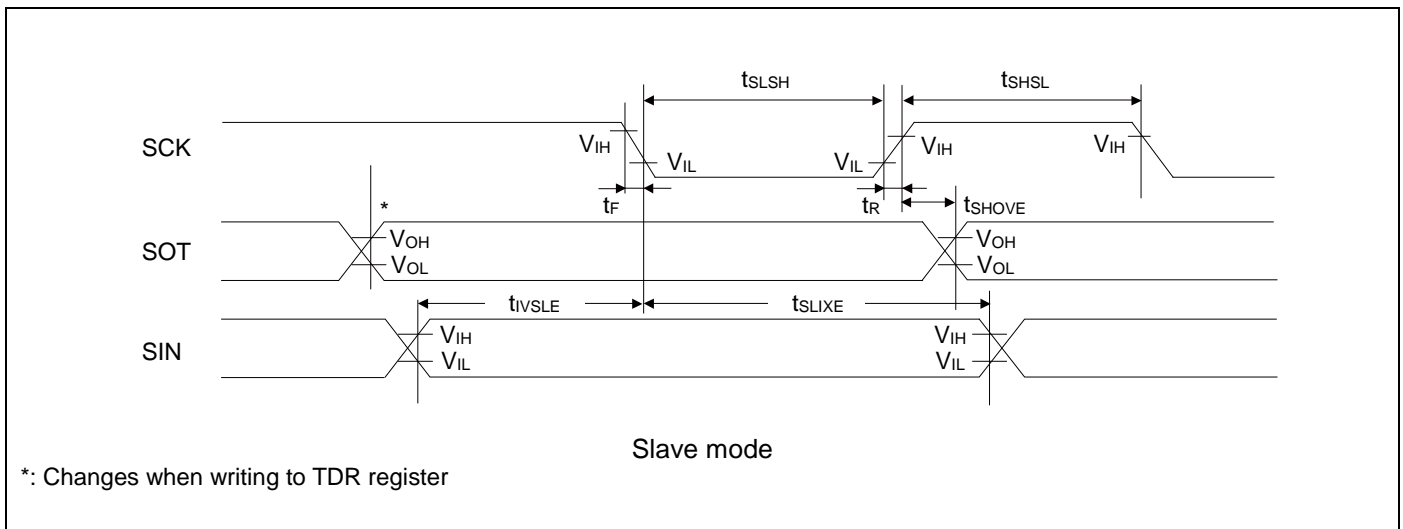 tSLSH
tSHSL
SCK
VIH
VIL
VIL
VIH
VIH
tF
tR
tSHOVE
*
SOT
VOH
VOL
VOH
VOL
tIVSLE
tSLIXE
SIN
VIH
VIL
VIH
VIL
Slave mode
*: Changes when writing to TDR register